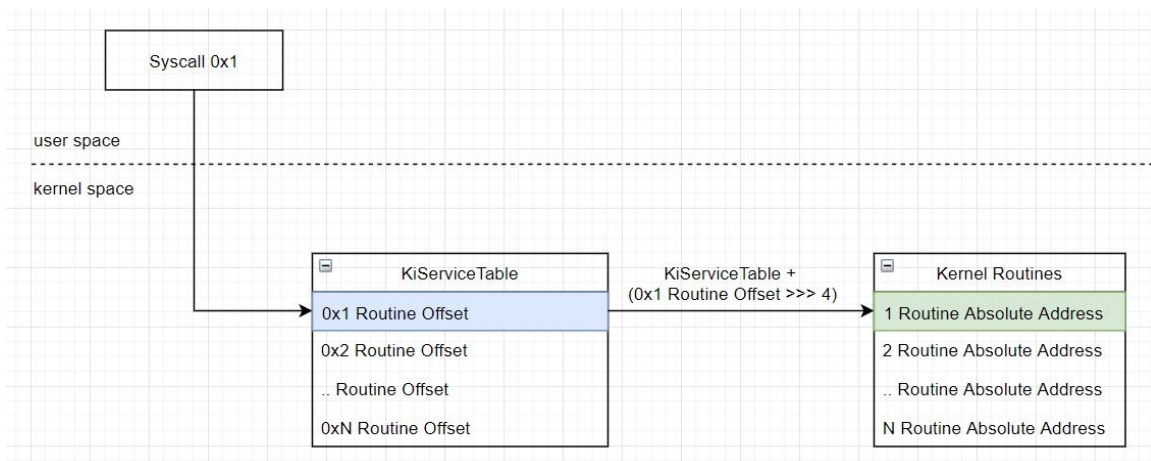 Syscall 0x1
user space
kernel space
KiServiceTable
0x1 Routine Offset
0x2 Routine Offset
.. Routine Offset
0xN Routine Offset
KiServiceTable +
(0x1 Routine Offset >>> 4)
Kernel Routines
1 Routine Absolute Address
2 Routine Absolute Address
.. Routine Absolute Address
N Routine Absolute Address